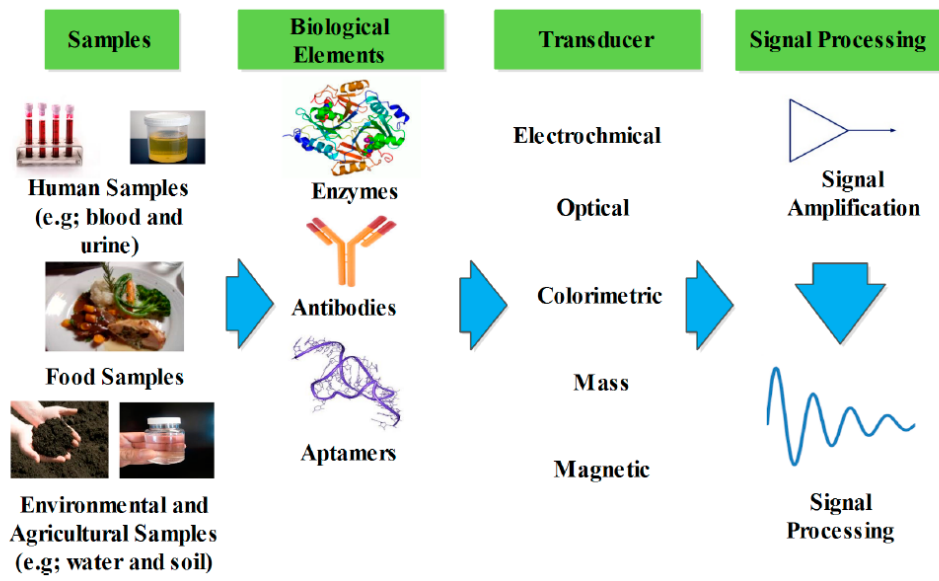 Samples
Biological
Elements
Transducer
Signal Processing
Human Samples
(e.g; blood and
urine)
Food Samples
Environmental and
Agricultural Samples
(e.g; water and soil)
Enzymes
Antibodies
Aptamers
Electrochmical
Optical
Colorimetric
Mass
Magnetic
Signal
Amplification
Signal
Processing